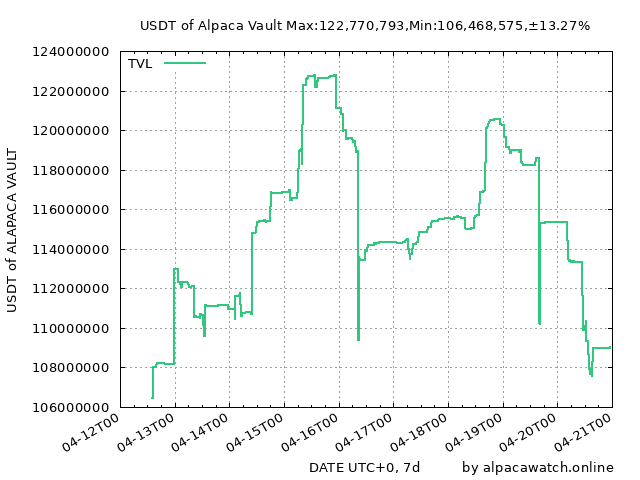 USDT of Alpaca Vault Max:122,770,793,Min:106,468,575,±13.27%
TVL
USDT of ALAPACA VAULT
124000000
122000000
120000000
118000000
116000000
114000000
112000000
110000000
108000000
106000000
04-12T00
04-13T00
04-14T00
04-15T00
04-16T00
04-17T00
04-18T00
04-19T00
04-20T00
04-21T00
DATE UTC+0, 7d
by alpacawatch.online